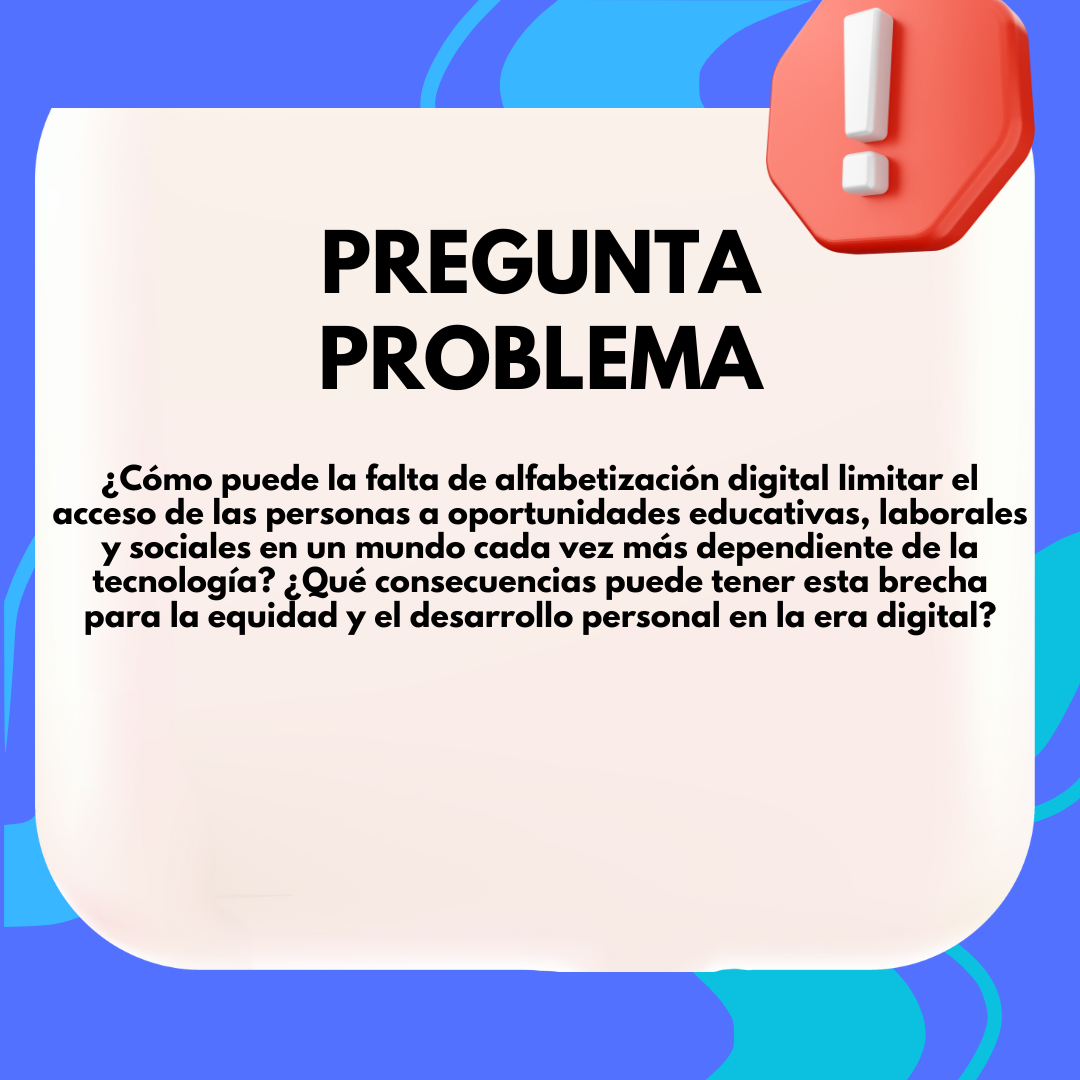 PREGUNTA
PROBLEMA
¿Cómo puede la falta de alfabetización digital limitar el
acceso de las personas a oportunidades educativas, laborales
y sociales en un mundo cada vez más dependiente de la
tecnología? ¿Qué consecuencias puede tener esta brecha
para la equidad y el desarrollo personal en la era digital?